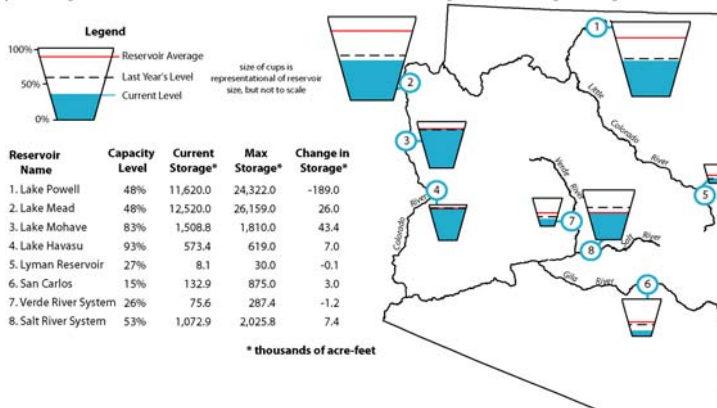 Legend
100%
50%
0%
Reservoir Average
Last Year's Level
Current Level
size of cups is
representational of reservoir
size, but not to scale
Reservoir Name Capacity Level Current Storage* Max Storage* Change in Storage*
1. Lake Powell 48% 11,620.0 24,322.0 -189.0
2. Lake Mead 48% 12,520.0 26,159.0 26.0
3. Lake Mohave 83% 1,508.8 1,810.0 43.4
4. Lake Havasu 93% 573.4 619.0 7.0
5. Lyman Reservoir 27% 8.1 30.0 -0.1
6. San Carlos 15% 132.9 875.0 3.0
7. Verde River System 26% 75.6 287.4 -1.2
8. Salt River System 53% 1,072.9 2,025.8 7.4
* thousands of acre-feet
1
2
3
4
5
6
7
8
Little
Colorado
River
Colorado
River
Verde
River
River
Gila
River